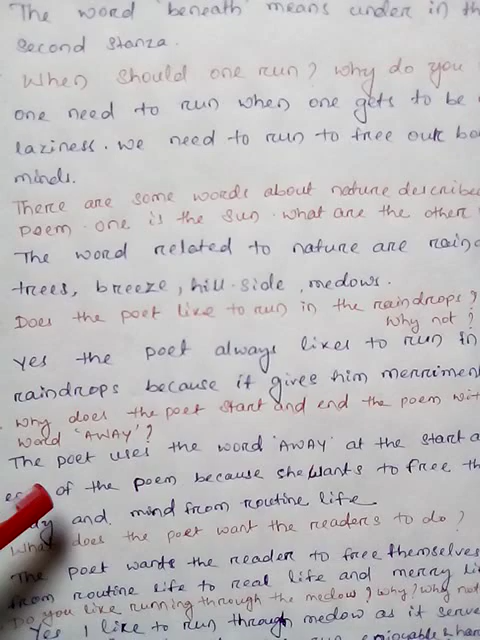 The word 'beneath' means under in th
second stanza.
When should one run? Why do you
one need to run when one gets to be
laziness. we need to run to free our bo
minds.
There are some words about nature describe
poem. one is the sun. what are the other
The word related to nature are rain
trees, breeze, hill-side, medows.
Does the poet like to run in the raindrops?
Why not?
Yes the poet always likes to run in
raindrops because it gives him merrimen
why does the poet start and end the poem wit
word 'AWAY'?
The poet uses the word 'AWAY' at the start a
of the poem because she wants to free th
and mind from routine life
What does the poet want the readers to do?
The poet wants the reader to free themselves
from routine life to real life and merry li
Do you like running through the medow? why? why not
Yes I like to run through medow as it serve